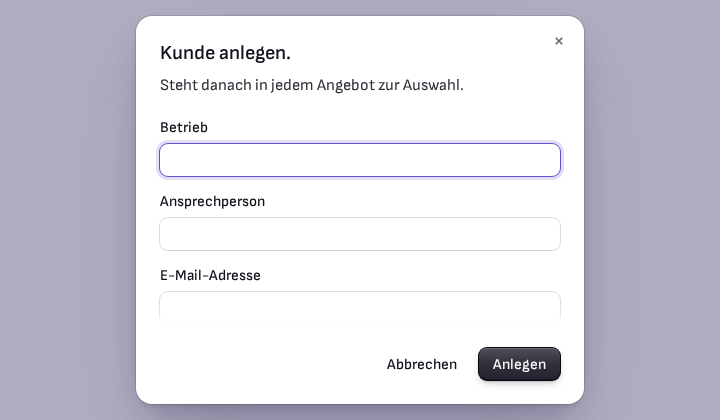 Kunde anlegen.
×
Steht danach in jedem Angebot zur Auswahl.
Betrieb
Ansprechperson
E-Mail-Adresse
Abbrechen
Anlegen